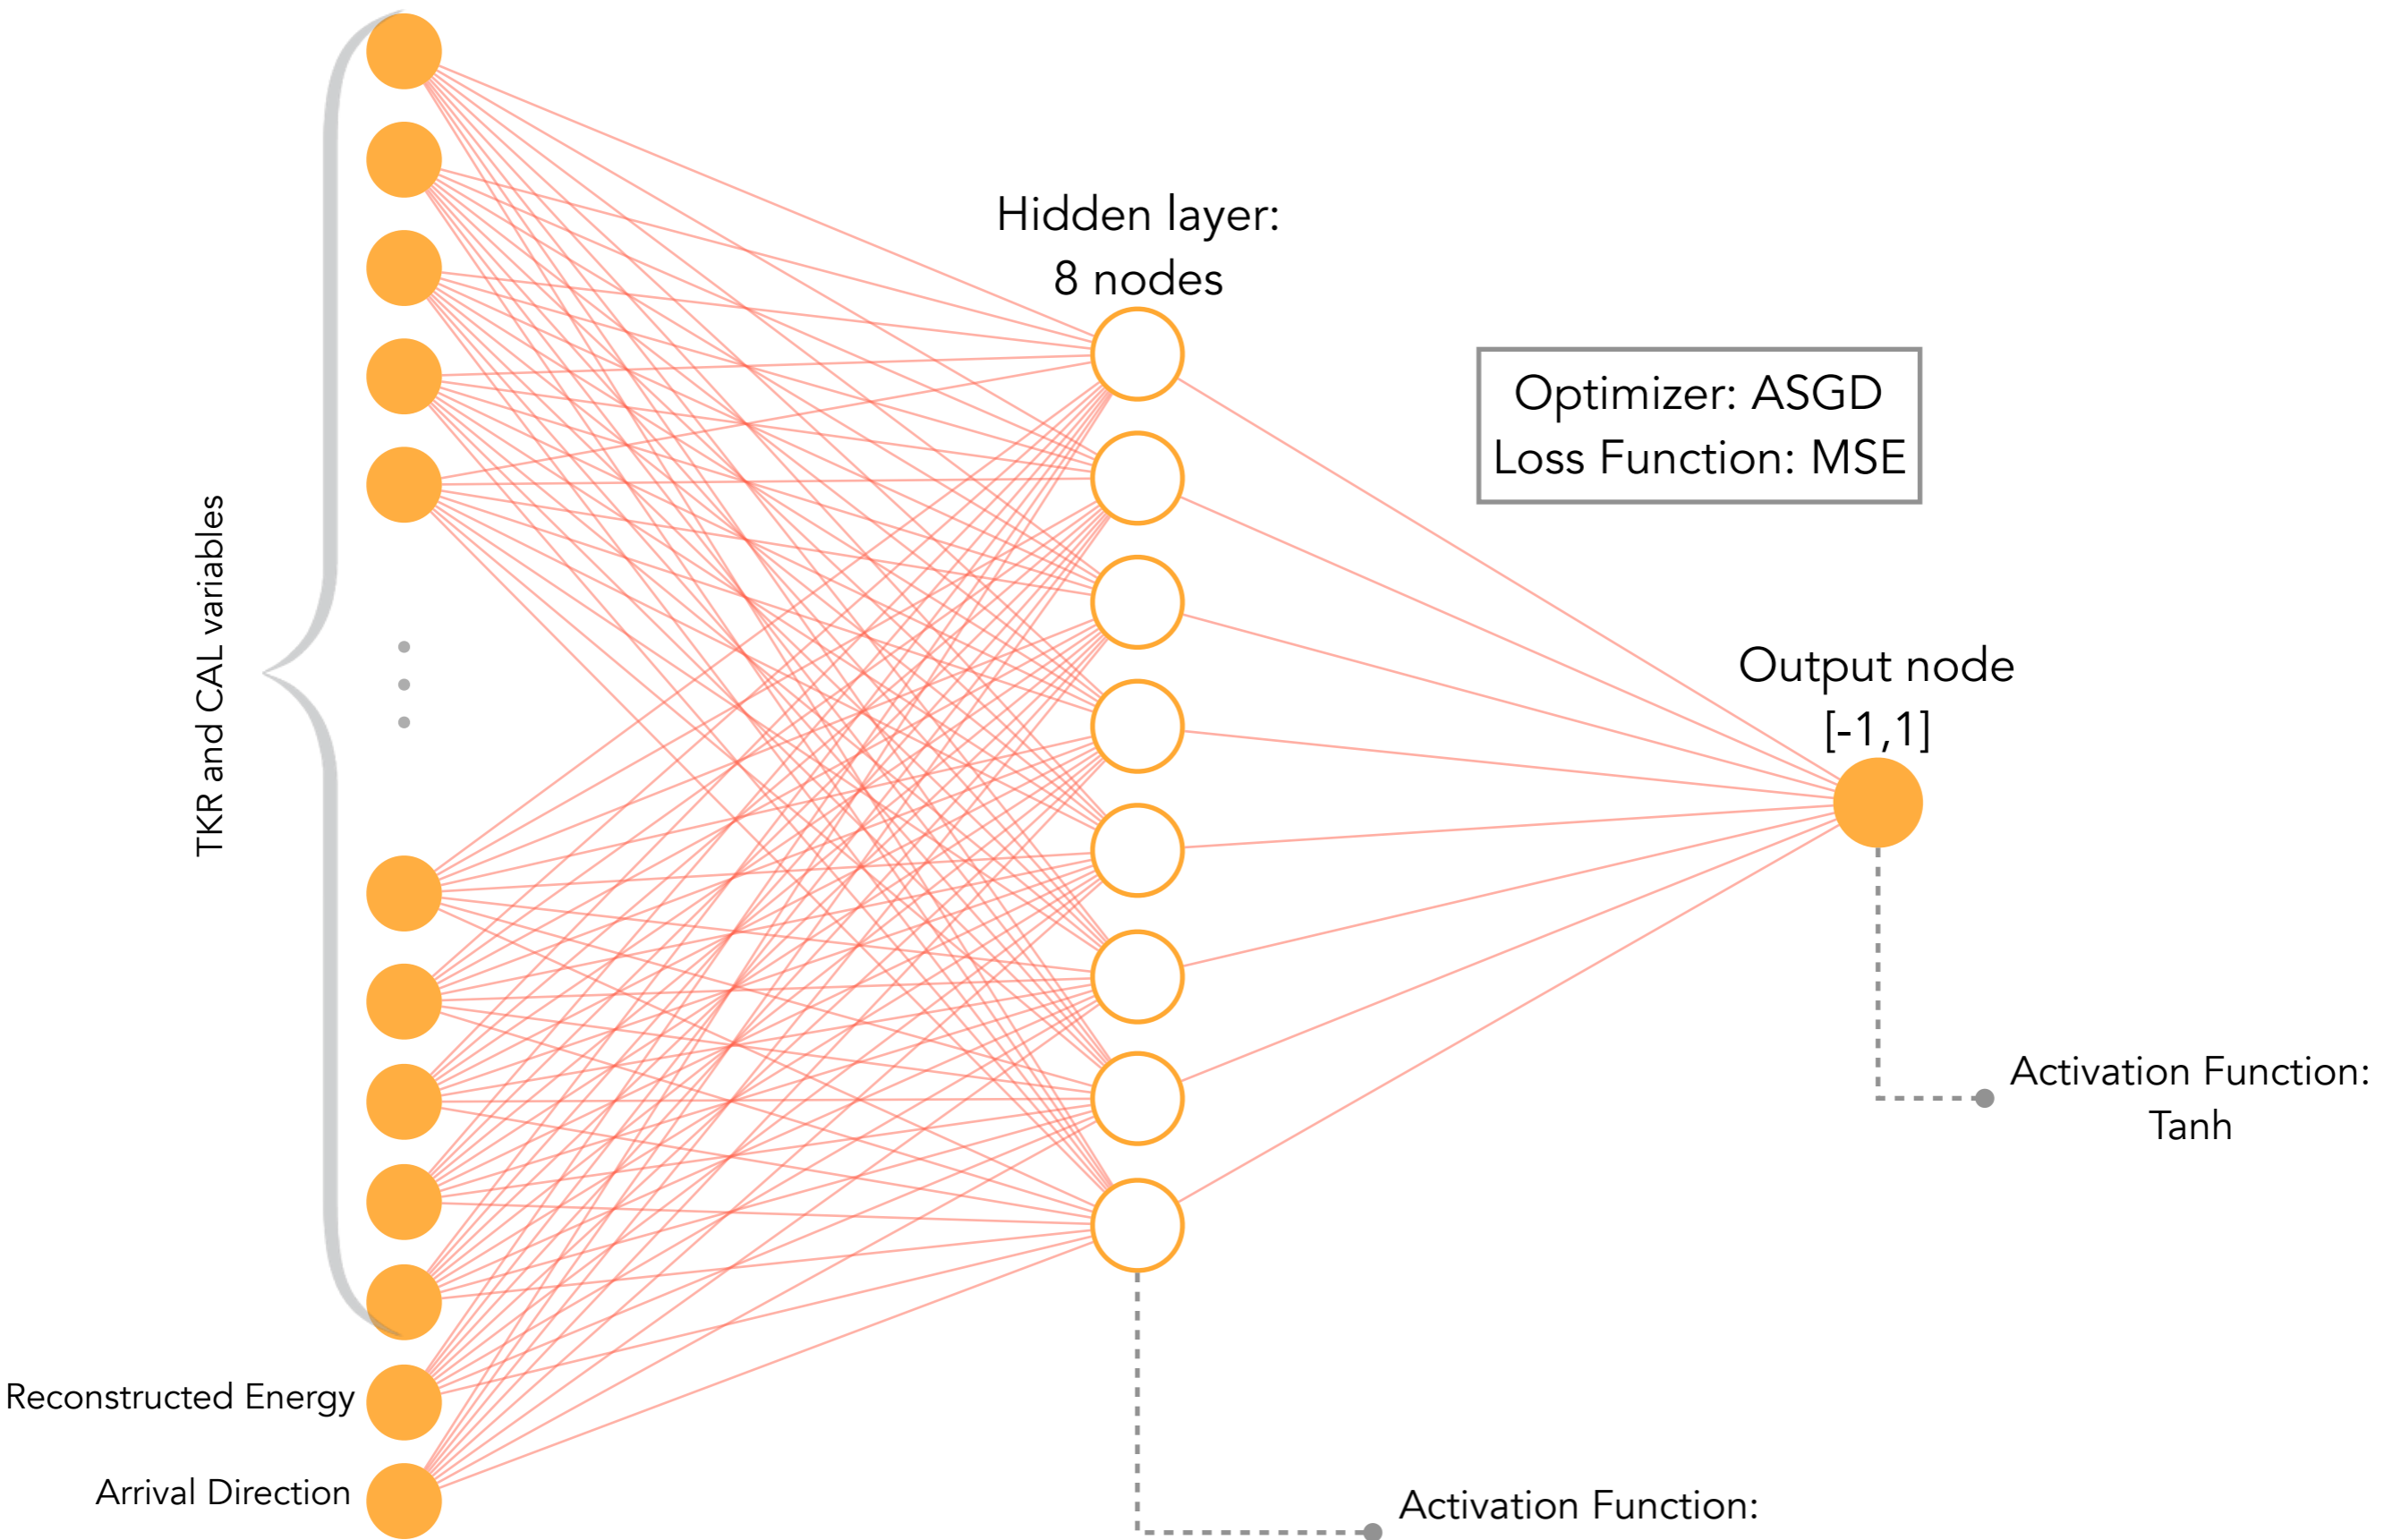 Hidden layer:
8 nodes
Optimizer: ASGD
Loss Function: MSE
TKR and CAL variables
Output node
[-1,1]
Activation Function:
Tanh
Reconstructed Energy
Arrival Direction
Activation Function: